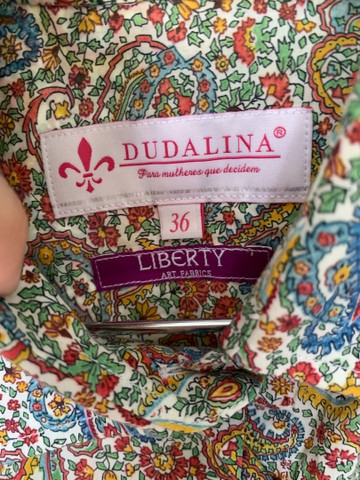 DUDALINA®
Para mulheres que decidem
36
LIBERTY
ART FABRICS